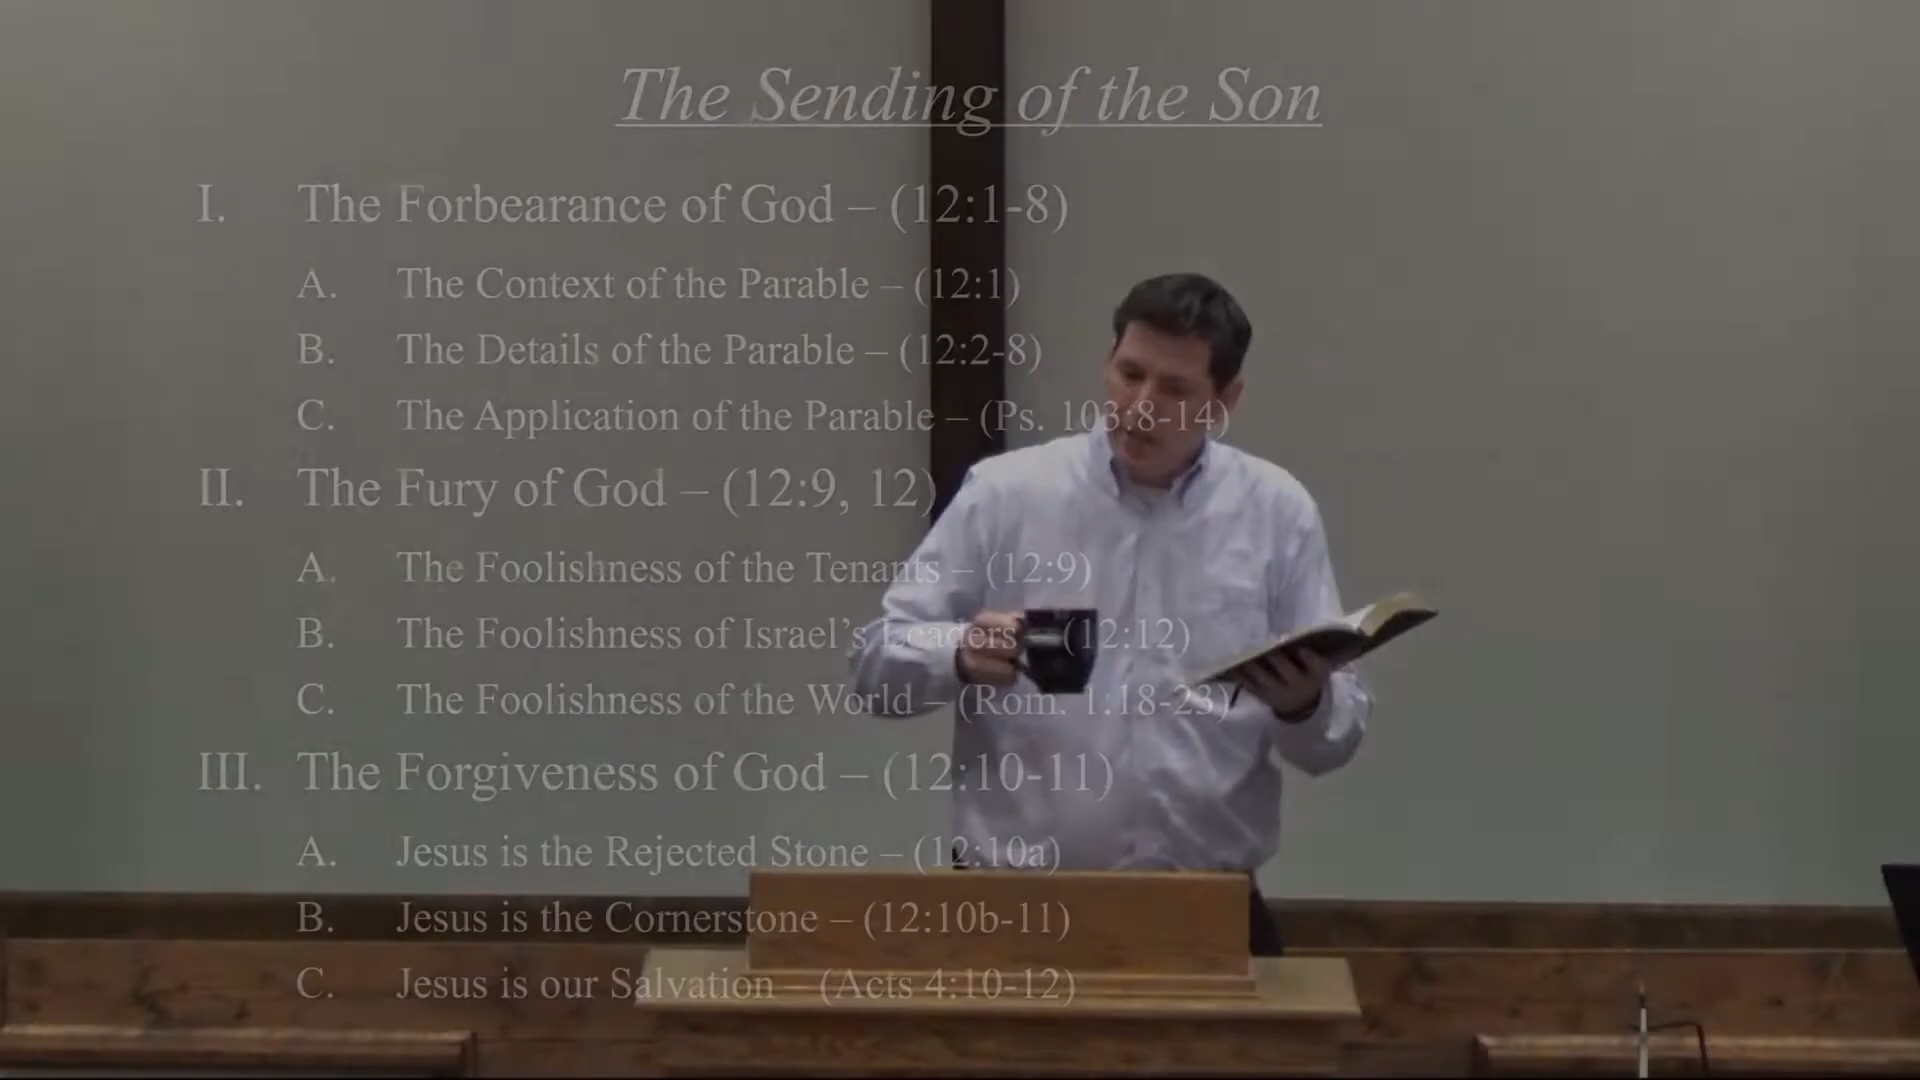 The Sending of the Son
I. The Forbearance of God – (12:1-8)
A. The Context of the Parable – (12:1)
B. The Details of the Parable – (12:2-8)
C. The Application of the Parable – (Ps. 103:8-14)
II. The Fury of God – (12:9, 12)
A. The Foolishness of the Tenants – (12:9)
B. The Foolishness of Israel’s Leaders – (12:12)
C. The Foolishness of the World – (Rom. 1:18-23)
III. The Forgiveness of God – (12:10-11)
A. Jesus is the Rejected Stone – (12:10a)
B. Jesus is the Cornerstone – (12:10b-11)
C. Jesus is our Salvation – (Acts 4:10-12)